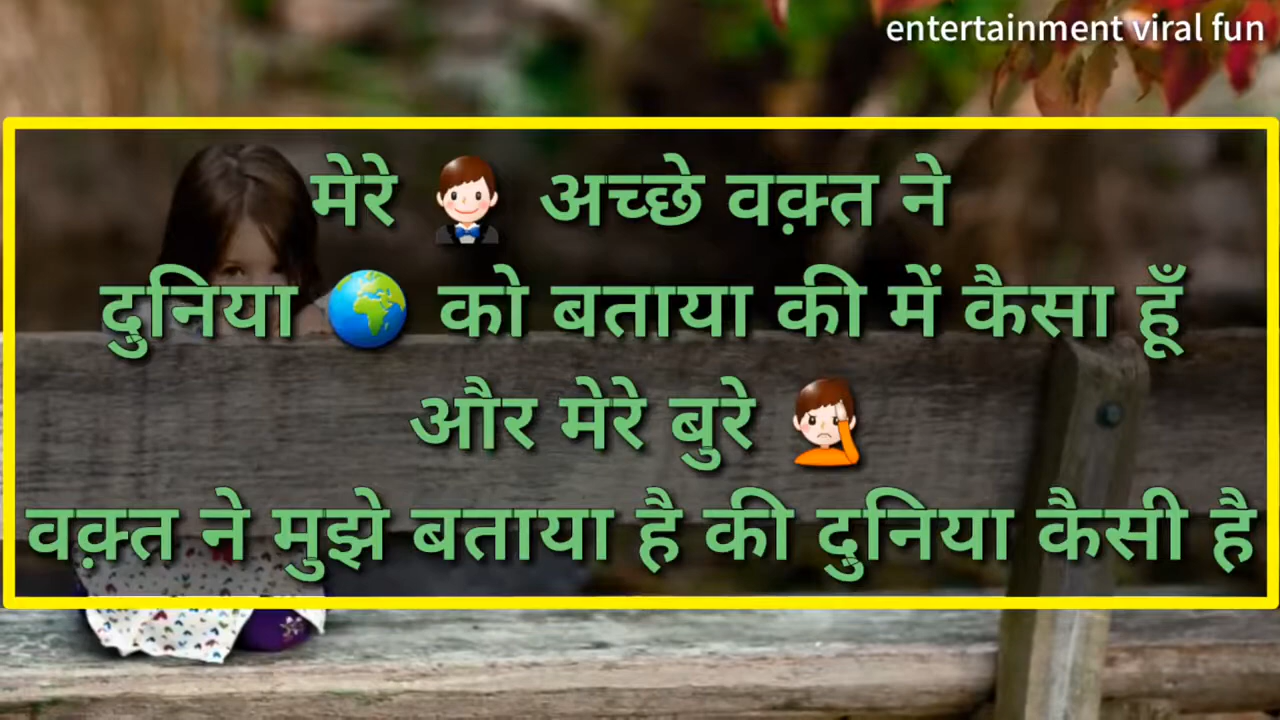 entertainment viral fun
मेरे 👦 अच्छे वक़्त ने
दुनिया 🌍 को बताया की में कैसा हूँ
और मेरे बुरे 🤦
वक़्त ने मुझे बताया है की दुनिया कैसी है